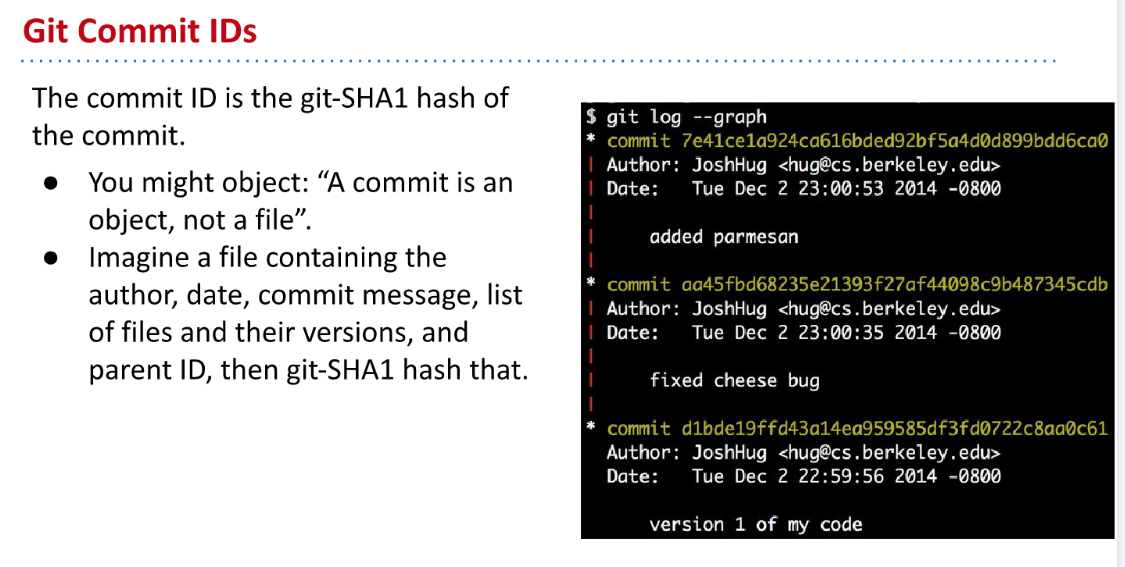 Git Commit IDs
The commit ID is the git-SHA1 hash of
the commit.
● You might object: “A commit is an
object, not a file”.
● Imagine a file containing the
author, date, commit message, list
of files and their versions, and
parent ID, then git-SHA1 hash that.
$ git log --graph
* commit 7e41ce1a924ca616bded92bf5a4d0d899bdd6ca0
| Author: JoshHug <hug@cs.berkeley.edu>
| Date:   Tue Dec 2 23:00:53 2014 -0800
|
|     added parmesan
|
* commit aa45fbd68235e21393f27af44098c9b487345cdb
| Author: JoshHug <hug@cs.berkeley.edu>
| Date:   Tue Dec 2 23:00:35 2014 -0800
|
|     fixed cheese bug
|
* commit d1bde19ffd43a14ea959585df3fd0722c8aa0c61
Author: JoshHug <hug@cs.berkeley.edu>
Date:   Tue Dec 2 22:59:56 2014 -0800
version 1 of my code